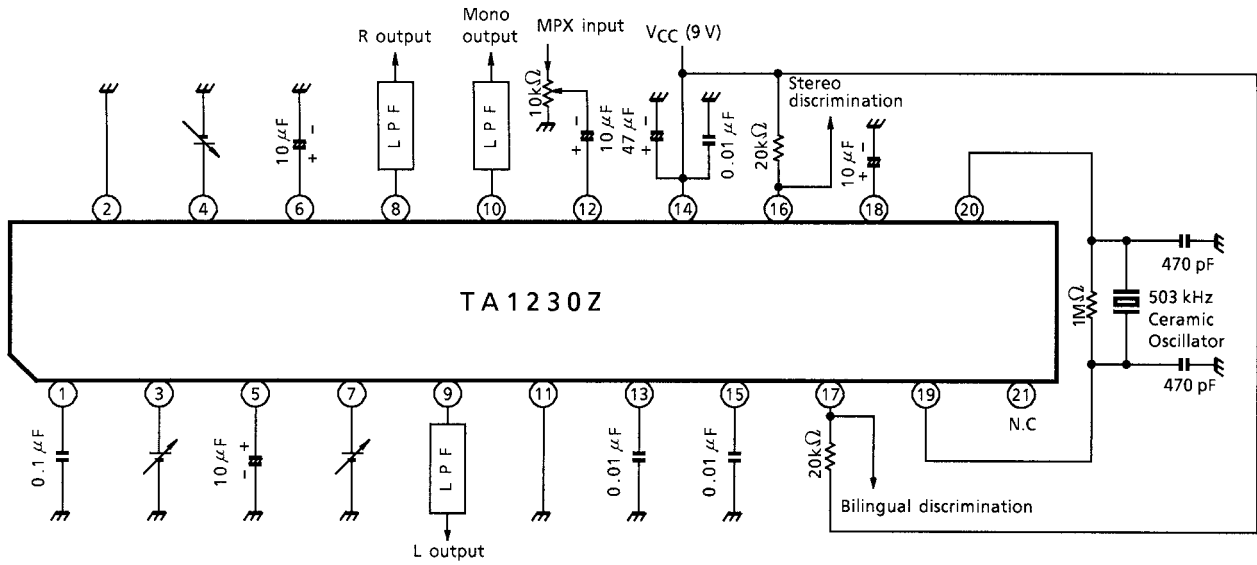 R output
Mono output
MPX input
VCC (9 V)
Stereo discrimination
10 μF
- +
LPF
LPF
10kΩ
- +
10 μF
47 μF
- +
0.01 μF
20kΩ
10 μF
- +
2
4
6
8
10
12
14
16
18
20
TA1230Z
470 pF
1MΩ
503 kHz
Ceramic
Oscillator
470 pF
1
3
5
7
9
11
13
15
17
19
21
N.C
0.1 μF
10 μF
- +
LPF
0.01 μF
0.01 μF
20kΩ
Bilingual discrimination
L output